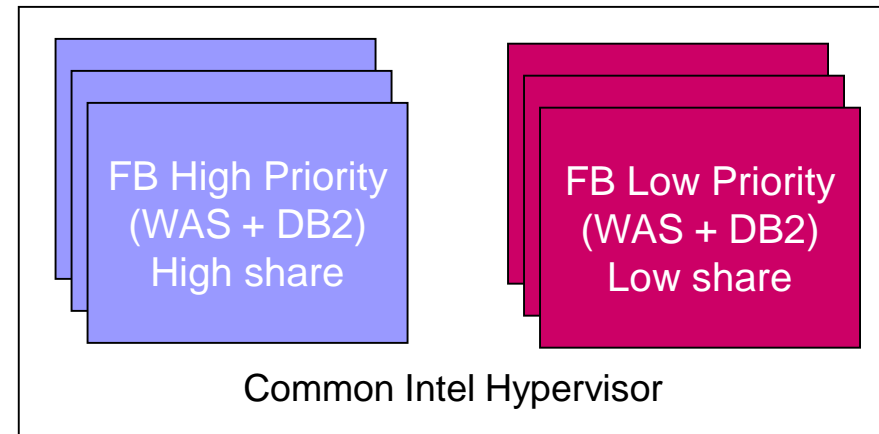 FB High Priority
(WAS + DB2)
High share
FB Low Priority
(WAS + DB2)
Low share
Common Intel Hypervisor